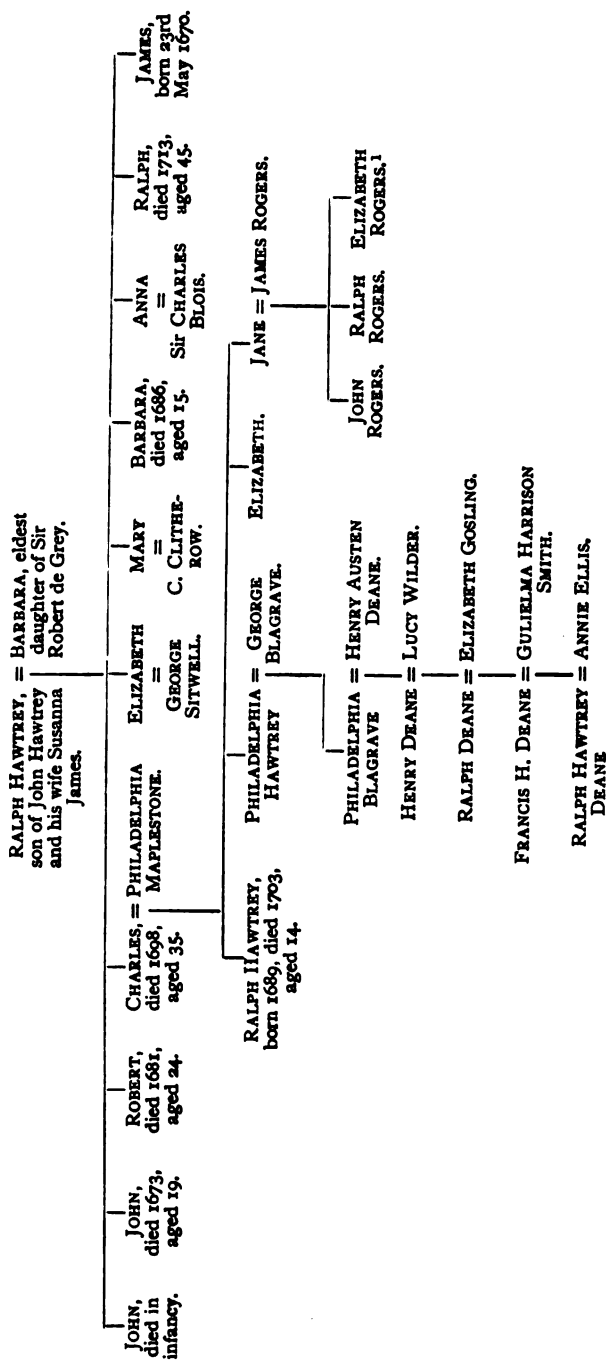 RALPH HAWTREY, = BARBARA, eldest
son of John Hawtrey daughter of Sir
and his wife Susanna Robert de Grey.
James.
JOHN,
died in
infancy.
JOHN,
died 1673,
aged 19.
ROBERT,
died 1681,
aged 24.
CHARLES, = PHILADELPHIA
died 1698, MAPLESTONE.
aged 35.
ELIZABETH
=
GEORGE
SITWELL.
MARY
=
C. CLITHE-
ROW.
BARBARA,
died 1686,
aged 15.
ANNA
=
Sir CHARLES
BLOIS.
RALPH,
died 1713,
aged 45.
JAMES,
born 23rd
May 1670.
RALPH HAWTREY,
born 1689, died 1703,
aged 14.
PHILADELPHIA = GEORGE
HAWTREY BLAGRAVE.
ELIZABETH.
JANE = JAMES ROGERS.
PHILADELPHIA = HENRY AUSTEN
BLAGRAVE DEANE.
JOHN
ROGERS.
RALPH
ROGERS.
ELIZABETH
ROGERS.¹
HENRY DEANE = LUCY WILDER.
RALPH DEANE = ELIZABETH GOSLING.
FRANCIS H. DEANE = GULIELMA HARRISON
SMITH.
RALPH HAWTREY = ANNIE ELLIS.
DEANE